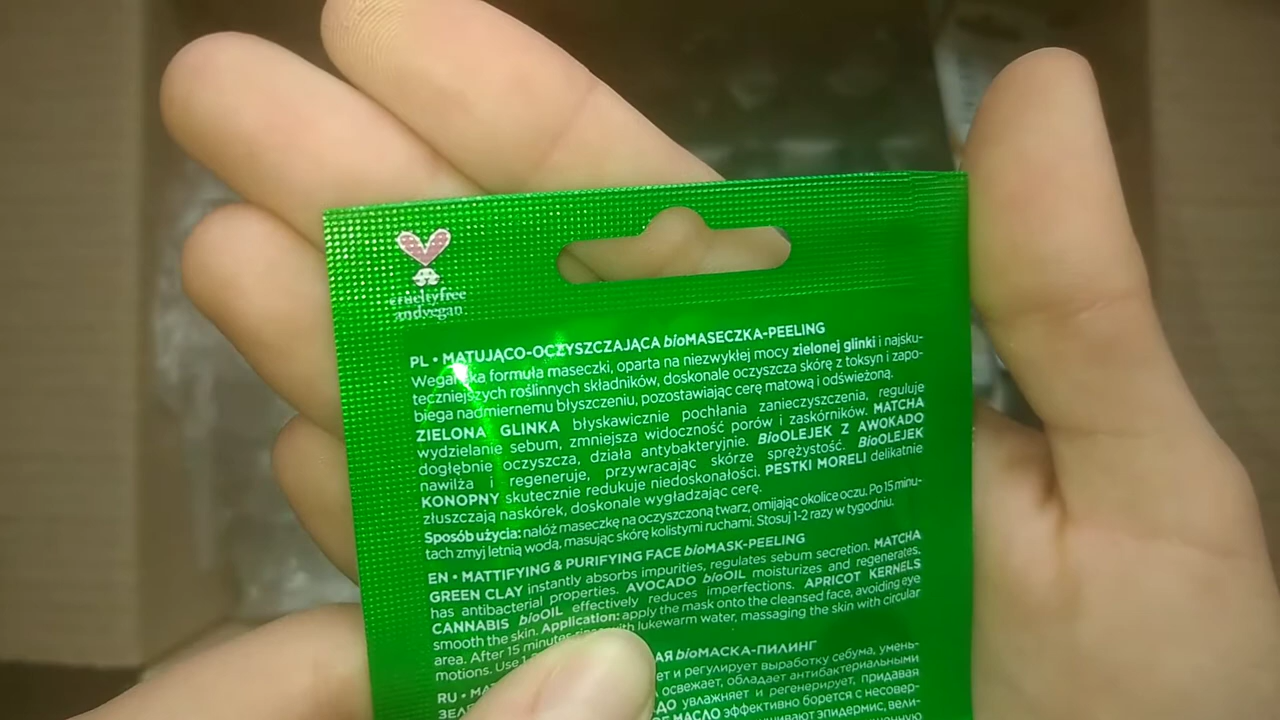 crueltyfree
andvegan
PL • MATUJĄCO-OCZYSZCZAJĄCA bioMASECZKA-PEELING
Wegańska formuła maseczki, oparta na niezwykłej mocy zielonej glinki i najsku-
teczniejszych roślinnych składników, doskonale oczyszcza skórę z toksyn i zapo-
biega nadmiernemu błyszczeniu, pozostawiając cerę matową i odświeżoną.
ZIELONA GLINKA błyskawicznie pochłania zanieczyszczenia, reguluje
wydzielanie sebum, zmniejsza widoczność porów i zaskórników. MATCHA
dogłębnie oczyszcza, działa antybakteryjnie. BioOLEJEK Z AWOKADO
nawilża i regeneruje, przywracając skórze sprężystość. BioOLEJEK
KONOPNY skutecznie redukuje niedoskonałości. PESTKI MORELI delikatnie
złuszczają naskórek, doskonale wygładzając cerę.
Sposób użycia: nałóż maseczkę na oczyszczoną twarz, omijając okolice oczu. Po 15 minu-
tach zmyj letnią wodą, masując skórę kolistymi ruchami. Stosuj 1-2 razy w tygodniu.
EN • MATTIFYING & PURIFYING FACE bioMASK-PEELING
GREEN CLAY instantly absorbs impurities, regulates sebum secretion. MATCHA
has antibacterial properties. AVOCADO bioOIL moisturizes and regenerates.
CANNABIS bioOIL effectively reduces imperfections. APRICOT KERNELS
smooth the skin. Application: apply the mask onto the cleansed face, avoiding eye
area. After 15 minutes rinse with lukewarm water, massaging the skin with circular
motions. Use 1
RU • МА АЯ bioМАСКА-ПИЛИНГ
ЗЕЛ ет и регулирует выработку себума, умень-
освежает, обладает антибактериальными
ДО увлажняет и регенерирует, придавая
МАСЛО эффективно борется с несовер-
эпидермис, вели-